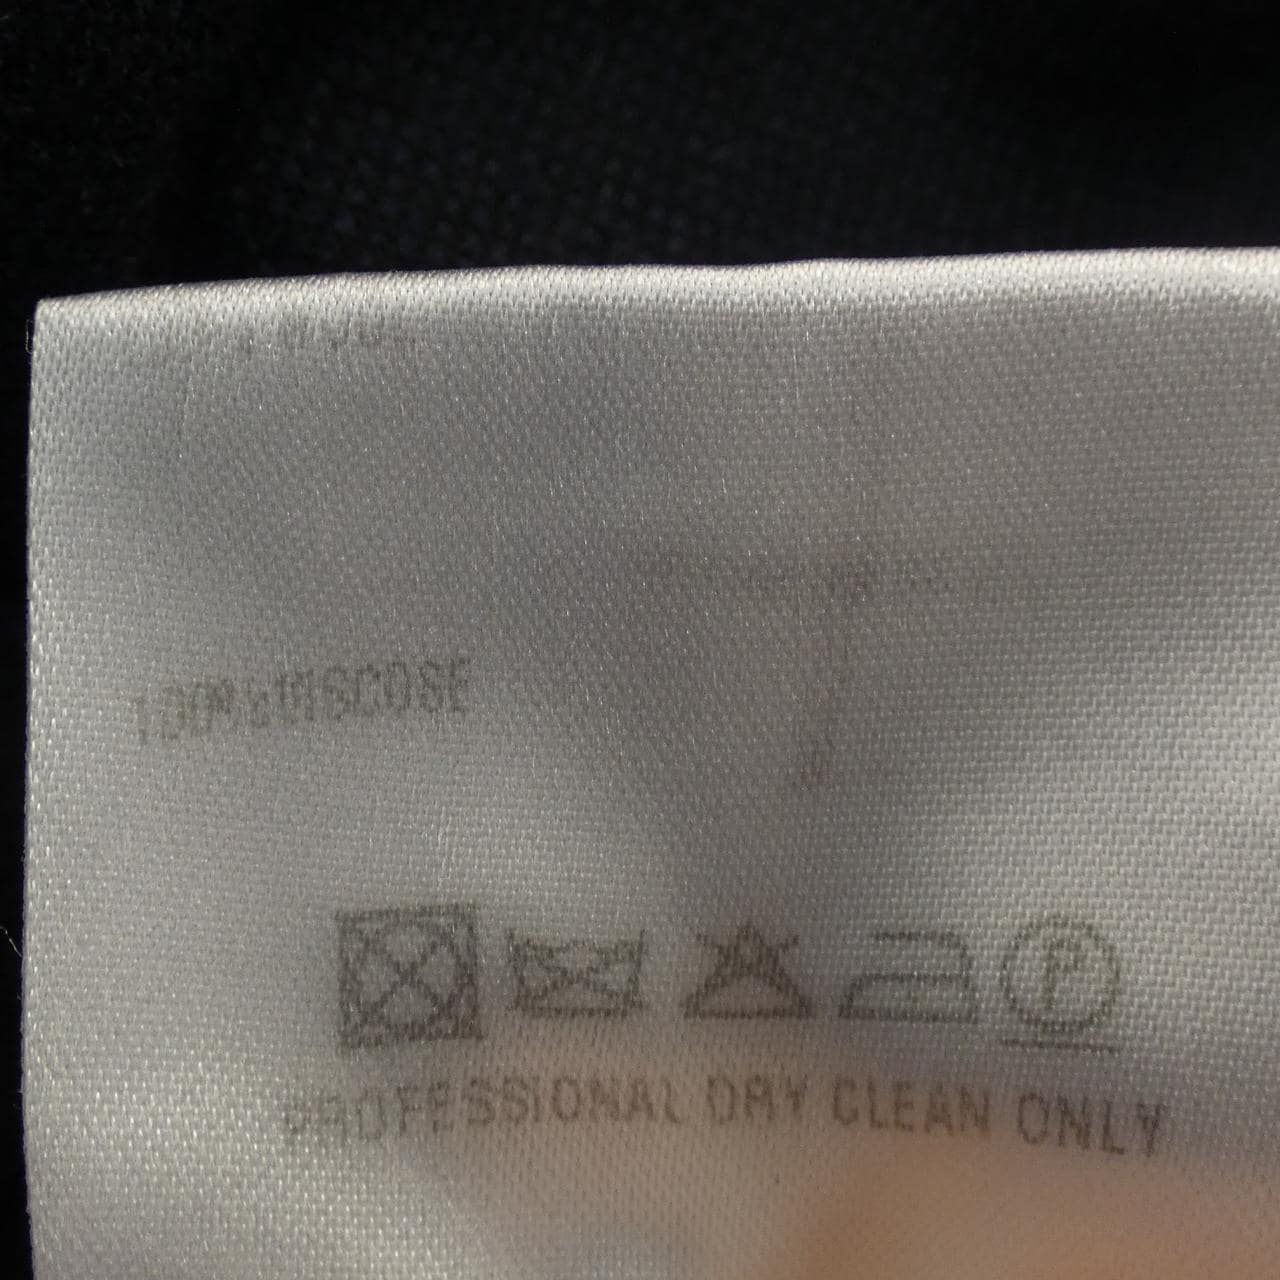 100% VISCOSE
P
PROFESSIONAL DRY CLEAN ONLY